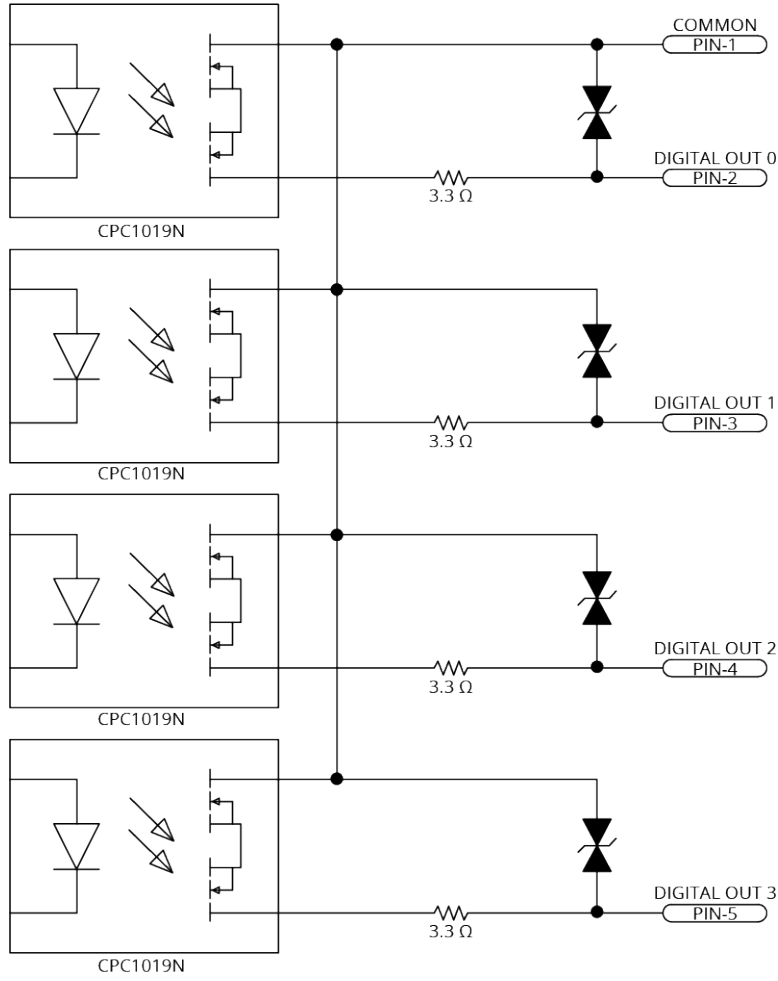 COMMON
PIN-1
DIGITAL OUT 0
PIN-2
3.3 Ω
CPC1019N
DIGITAL OUT 1
PIN-3
3.3 Ω
CPC1019N
DIGITAL OUT 2
PIN-4
3.3 Ω
CPC1019N
DIGITAL OUT 3
PIN-5
3.3 Ω
CPC1019N